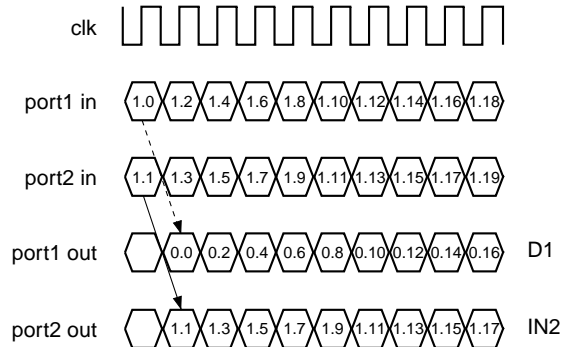 clk
port1 in 1.0 1.2 1.4 1.6 1.8 1.10 1.12 1.14 1.16 1.18
port2 in 1.1 1.3 1.5 1.7 1.9 1.11 1.13 1.15 1.17 1.19
port1 out 0.0 0.2 0.4 0.6 0.8 0.10 0.12 0.14 0.16 D1
port2 out 1.1 1.3 1.5 1.7 1.9 1.11 1.13 1.15 1.17 IN2